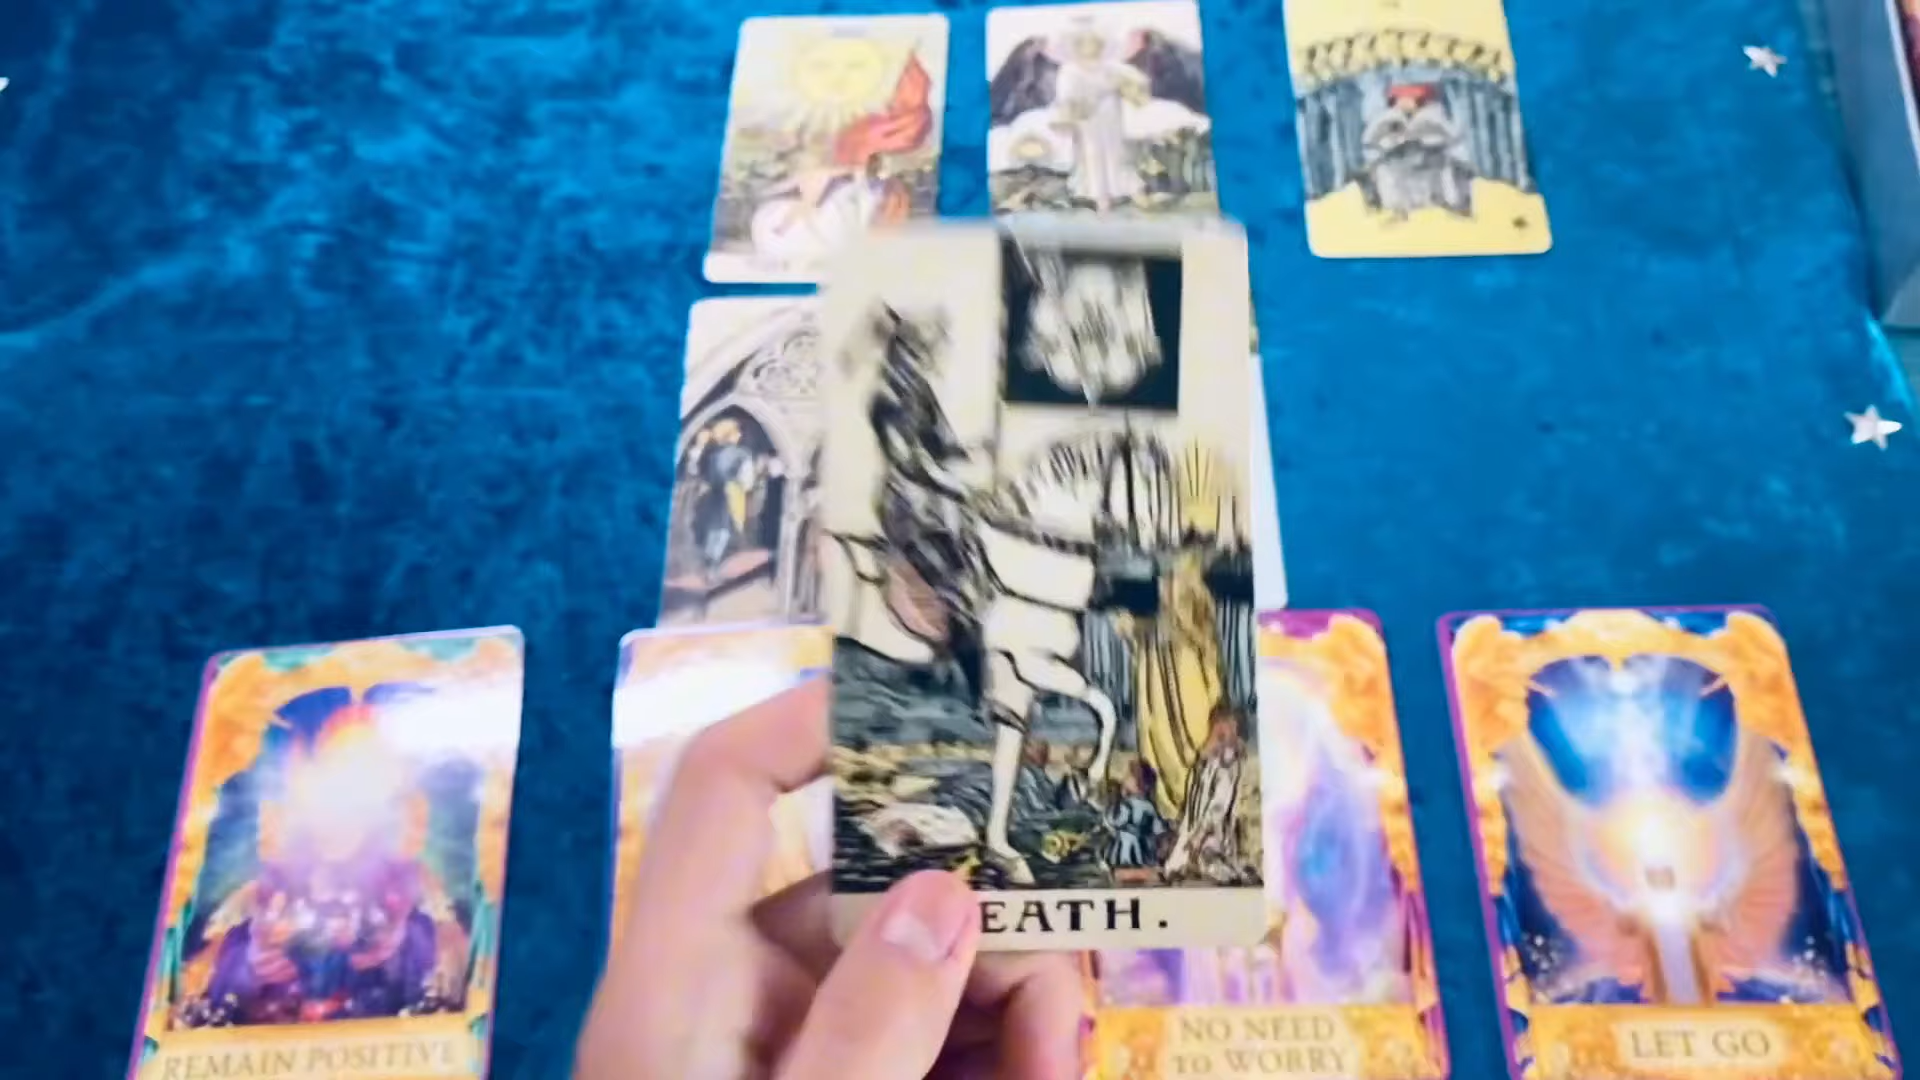 EATH.
REMAIN POSITIVE
NO NEED
TO WORRY
LET GO